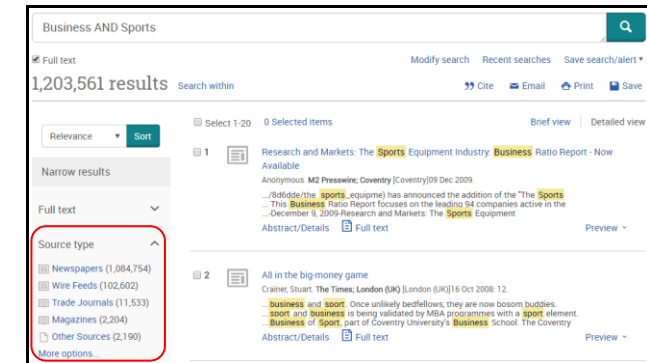 Business AND Sports
Full text
Modify search Recent searches Save search/alert
1,203,561 results Search within
Cite Email Print Save
Select 1-20 0 Selected items Brief view Detailed view
Relevance Sort
Narrow results
Full text
Source type
Newspapers (1,084,754)
Wire Feeds (102,602)
Trade Journals (11,533)
Magazines (2,204)
Other Sources (2,190)
More options...
1 Research and Markets: The Sports Equipment Industry: Business Ratio Report - Now
Available
Anonymous. M2 Presswire; Coventry [Coventry]09 Dec 2009.
.../8d6dde/the_sports_equipme) has announced the addition of the "The Sports
... This Business Ratio Report focuses on the leading 94 companies active in the
...-December 9, 2009-Research and Markets: The Sports Equipment
Abstract/Details Full text Preview
2 All in the big-money game
Crainer, Stuart. The Times; London (UK) [London (UK)]16 Oct 2008: 12.
...business and sport. Once unlikely bedfellows, they are now bosom buddies.
...sport and business is being validated by MBA programmes with a sport element.
...Business of Sport, part of Coventry University's Business School. The Coventry
Abstract/Details Full text Preview